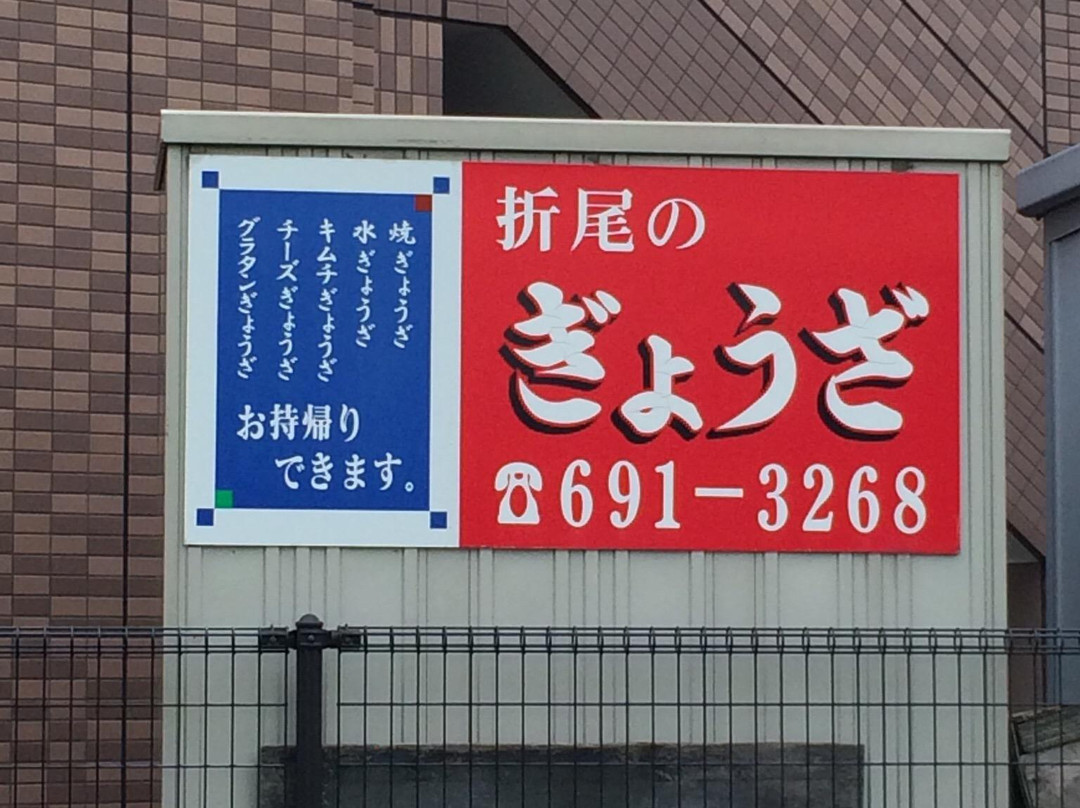 焼ぎょうざ
水ぎょうざ
キムチぎょうざ
チーズぎょうざ
グラタンぎょうざ
お持帰り
できます。
折尾の
ぎょうざ
☎691-3268